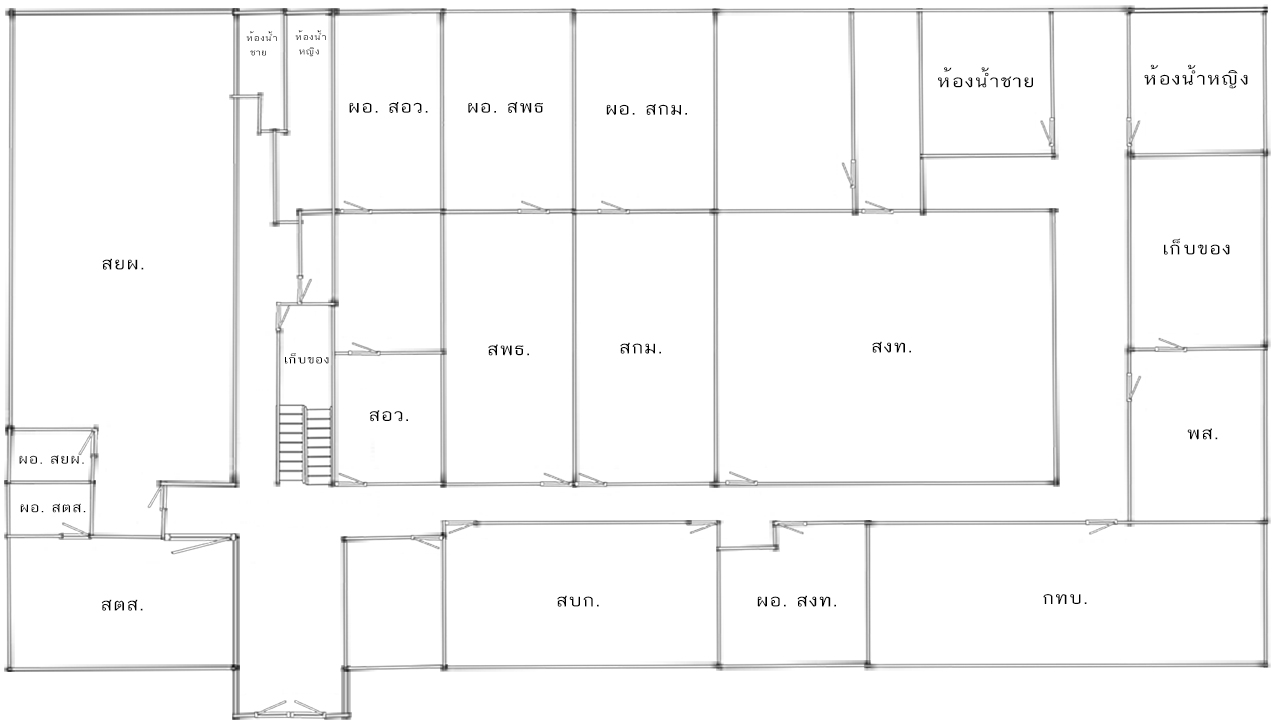 ห้องน้ำ
ชาย
ห้องน้ำ
หญิง
ผอ. สอว.
ผอ. สพธ
ผอ. สกม.
ห้องน้ำชาย
ห้องน้ำหญิง
สยผ.
เก็บของ
เก็บของ
สพธ.
สกม.
สงท.
สอว.
พส.
ผอ. สยผ.
ผอ. สตส.
สตส.
สบก.
ผอ. สงท.
กทบ.